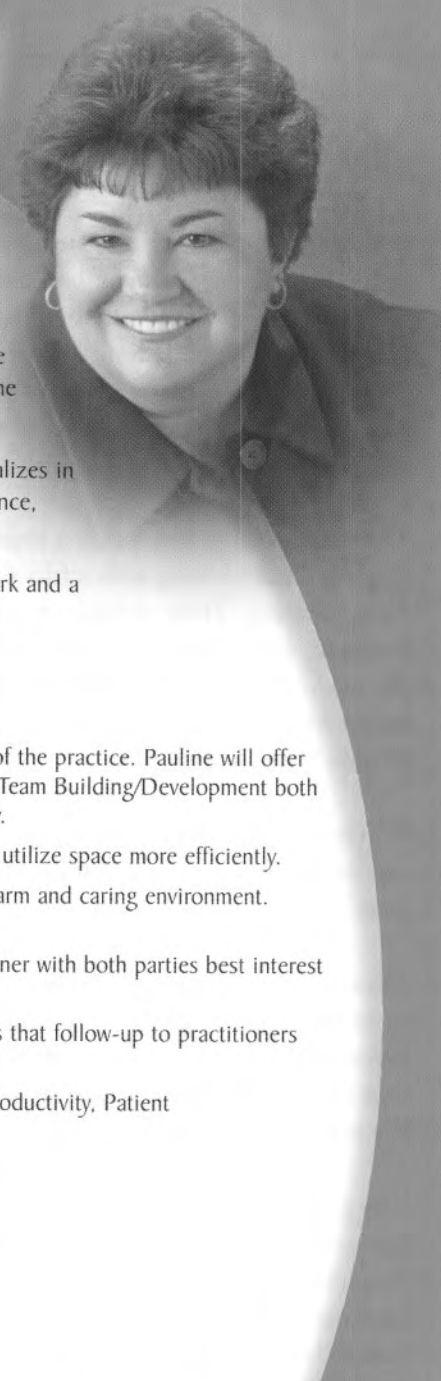 e
ne
alizes in
nce,
rk and a
of the practice. Pauline will offer
Team Building/Development both
utilize space more efficiently.
arm and caring environment.
ner with both parties best interest
s that follow-up to practitioners
oductivity, Patient